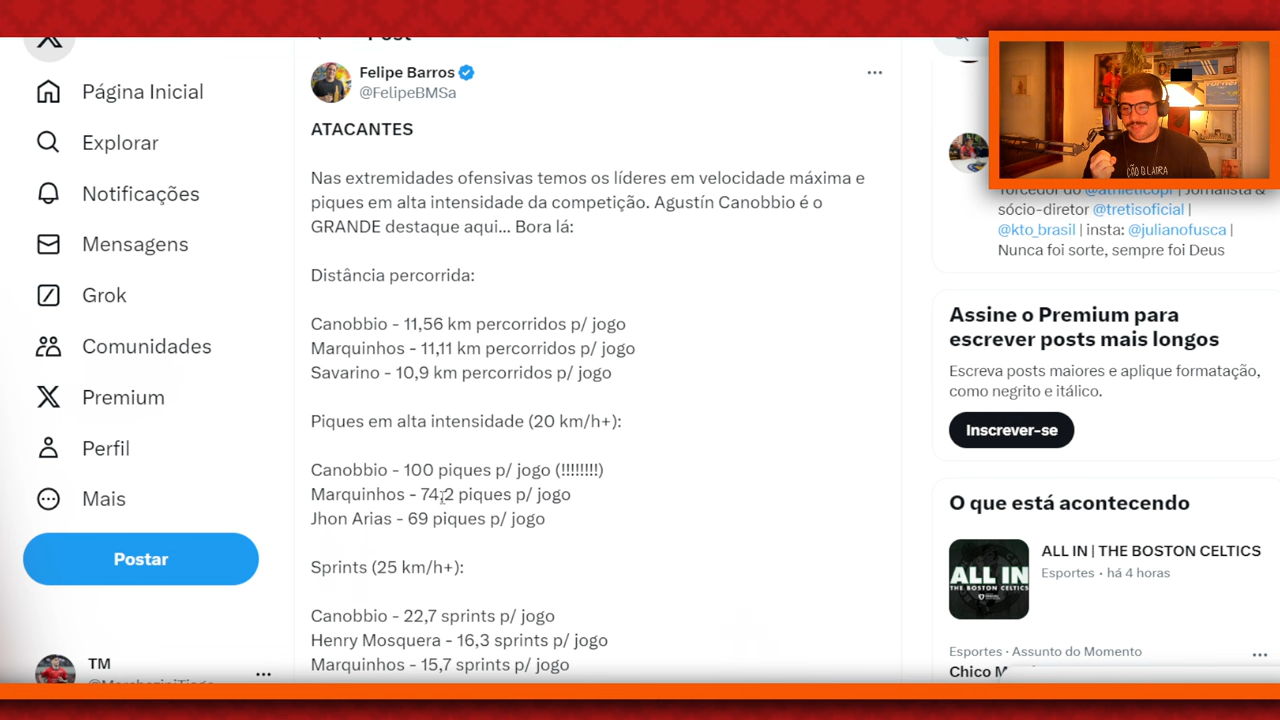 Post
Página Inicial
Explorar
Notificações
Mensagens
Grok
Comunidades
Premium
Perfil
Mais
Postar
TM
Felipe Barros
@FelipeBMSa
ATACANTES
Nas extremidades ofensivas temos os líderes em velocidade máxima e
piques em alta intensidade da competição. Agustín Canobbio é o
GRANDE destaque aqui... Bora lá:
Distância percorrida:
Canobbio - 11,56 km percorridos p/ jogo
Marquinhos - 11,11 km percorridos p/ jogo
Savarino - 10,9 km percorridos p/ jogo
Piques em alta intensidade (20 km/h+):
Canobbio - 100 piques p/ jogo (!!!!!!!!)
Marquinhos - 74,2 piques p/ jogo
Jhon Arias - 69 piques p/ jogo
Sprints (25 km/h+):
Canobbio - 22,7 sprints p/ jogo
Henry Mosquera - 16,3 sprints p/ jogo
Marquinhos - 15,7 sprints p/ jogo
Torcedor do @athleticopr | Jornalista &
sócio-diretor @tretisoficial |
@kto_brasil | insta: @julianofusca |
Nunca foi sorte, sempre foi Deus
Assine o Premium para
escrever posts mais longos
Escreva posts maiores e aplique formatação,
como negrito e itálico.
Inscrever-se
O que está acontecendo
ALL IN
THE BOSTON CELTICS
ALL IN | THE BOSTON CELTICS
Esportes · há 4 horas
Esportes · Assunto do Momento
Chico